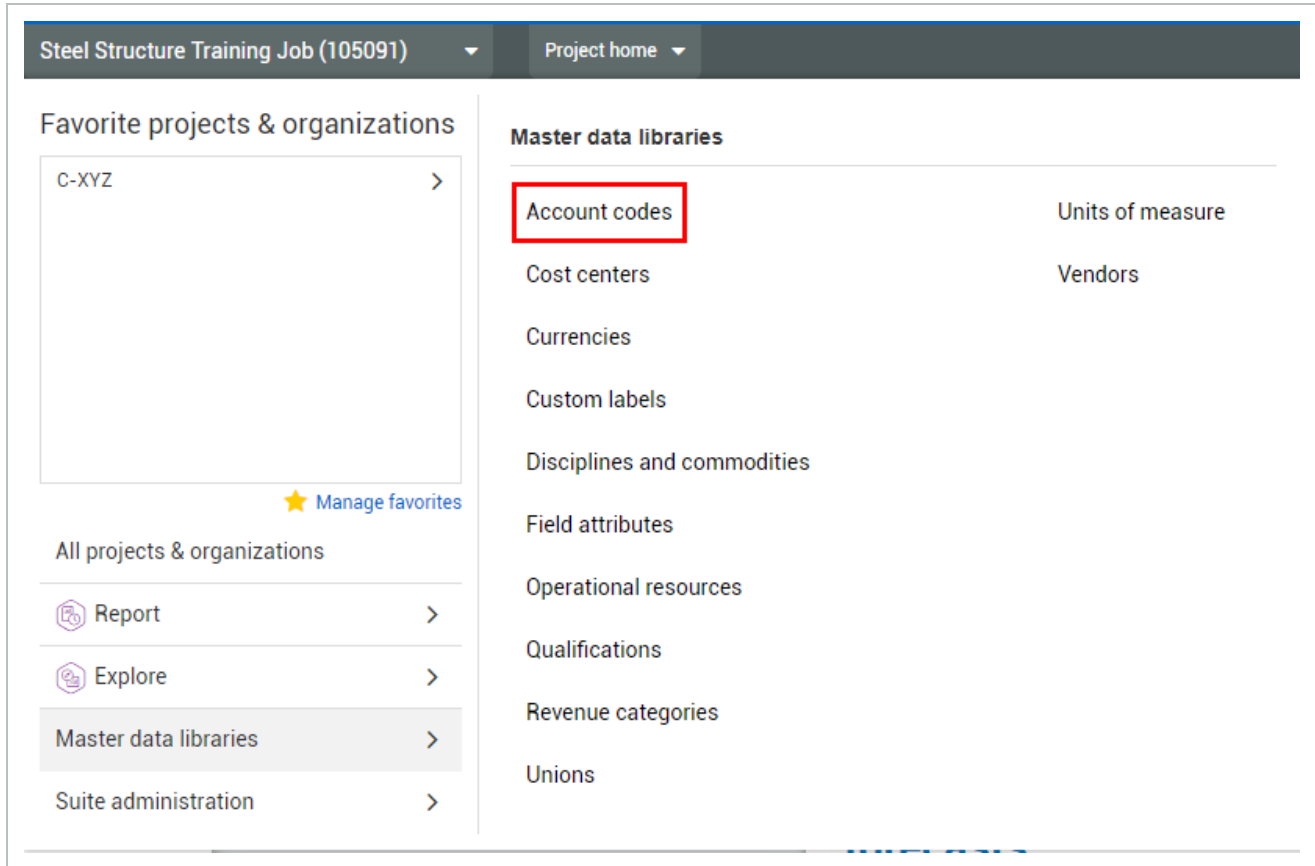 Steel Structure Training Job (105091)
Project home
Favorite projects & organizations
C-XYZ
Manage favorites
All projects & organizations
Report
Explore
Master data libraries
Suite administration
Master data libraries
Account codes
Cost centers
Currencies
Custom labels
Disciplines and commodities
Field attributes
Operational resources
Qualifications
Revenue categories
Unions
Units of measure
Vendors